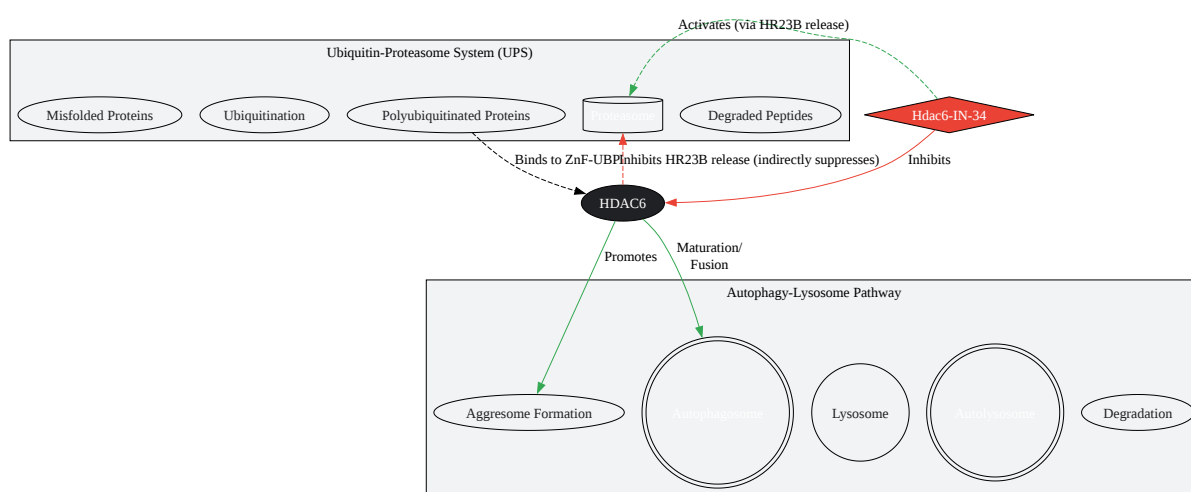 Activates (via HR23B release)
Ubiquitin-Proteasome System (UPS)
Misfolded Proteins
Ubiquitination
Polyubiquitinated Proteins
Proteasome
Degraded Peptides
Hdac6-IN-34
Binds to ZnF-UBP
Inhibits HR23B release (indirectly suppresses)
Inhibits
HDAC6
Promotes
Maturation/
Fusion
Autophagy-Lysosome Pathway
Aggresome Formation
Autophagosome
Lysosome
Autolysosome
Degradation